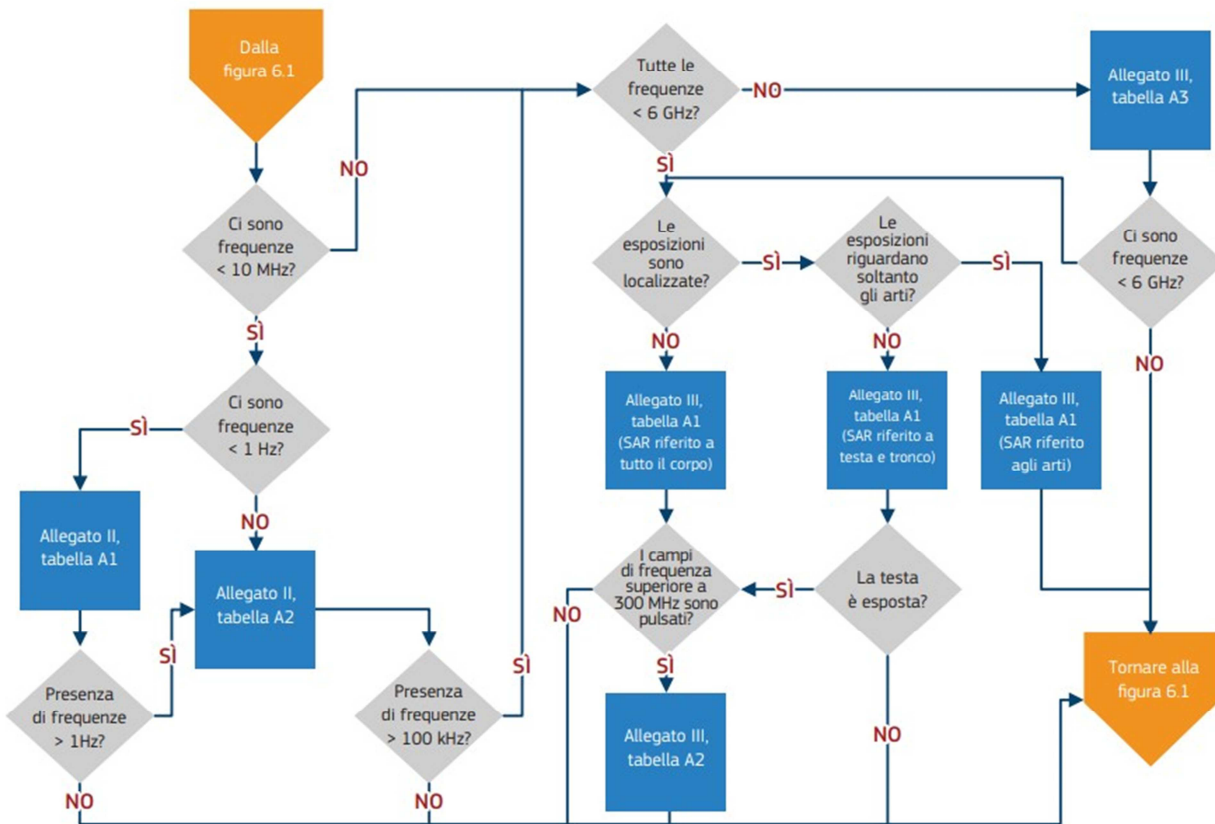 Dalla
figura 6.1
Ci sono
frequenze
< 10 MHz?
NO
SÌ
Ci sono
frequenze
< 1 Hz?
SÌ
NO
Allegato II,
tabella A1
Allegato II,
tabella A2
Presenza
di frequenze
> 1Hz?
SÌ
NO
Presenza
di frequenze
> 100 kHz?
SÌ
NO
Tutte le
frequenze
< 6 GHz?
NO
SÌ
Allegato III,
tabella A3
Ci sono
frequenze
< 6 GHz?
NO
Le
esposizioni
sono
localizzate?
SÌ
NO
Le
esposizioni
riguardano
soltanto
gli arti?
SÌ
NO
Allegato III,
tabella A1
(SAR riferito a
tutto il corpo)
Allegato III,
tabella A1
(SAR riferito a
testa e tronco)
Allegato III,
tabella A1
(SAR riferito
agli arti)
I campi
di frequenza
superiore a
300 MHz sono
pulsati?
NO
SÌ
La testa
è esposta?
SÌ
NO
Allegato III,
tabella A2
Tornare alla
figura 6.1